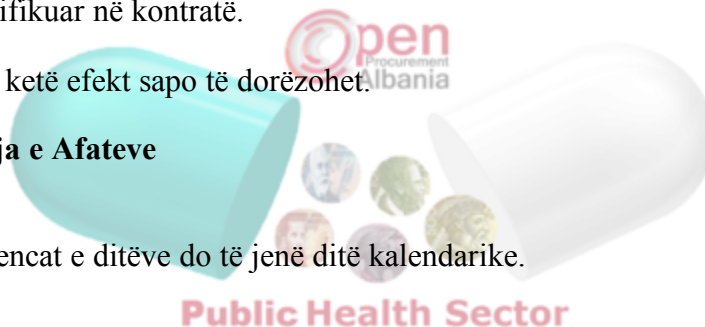 ifikuar në kontratë.
Open
Procurement
Albania
ketë efekt sapo të dorëzohet.
ja e Afateve
encat e ditëve do të jenë ditë kalendarike.
Public Health Sector